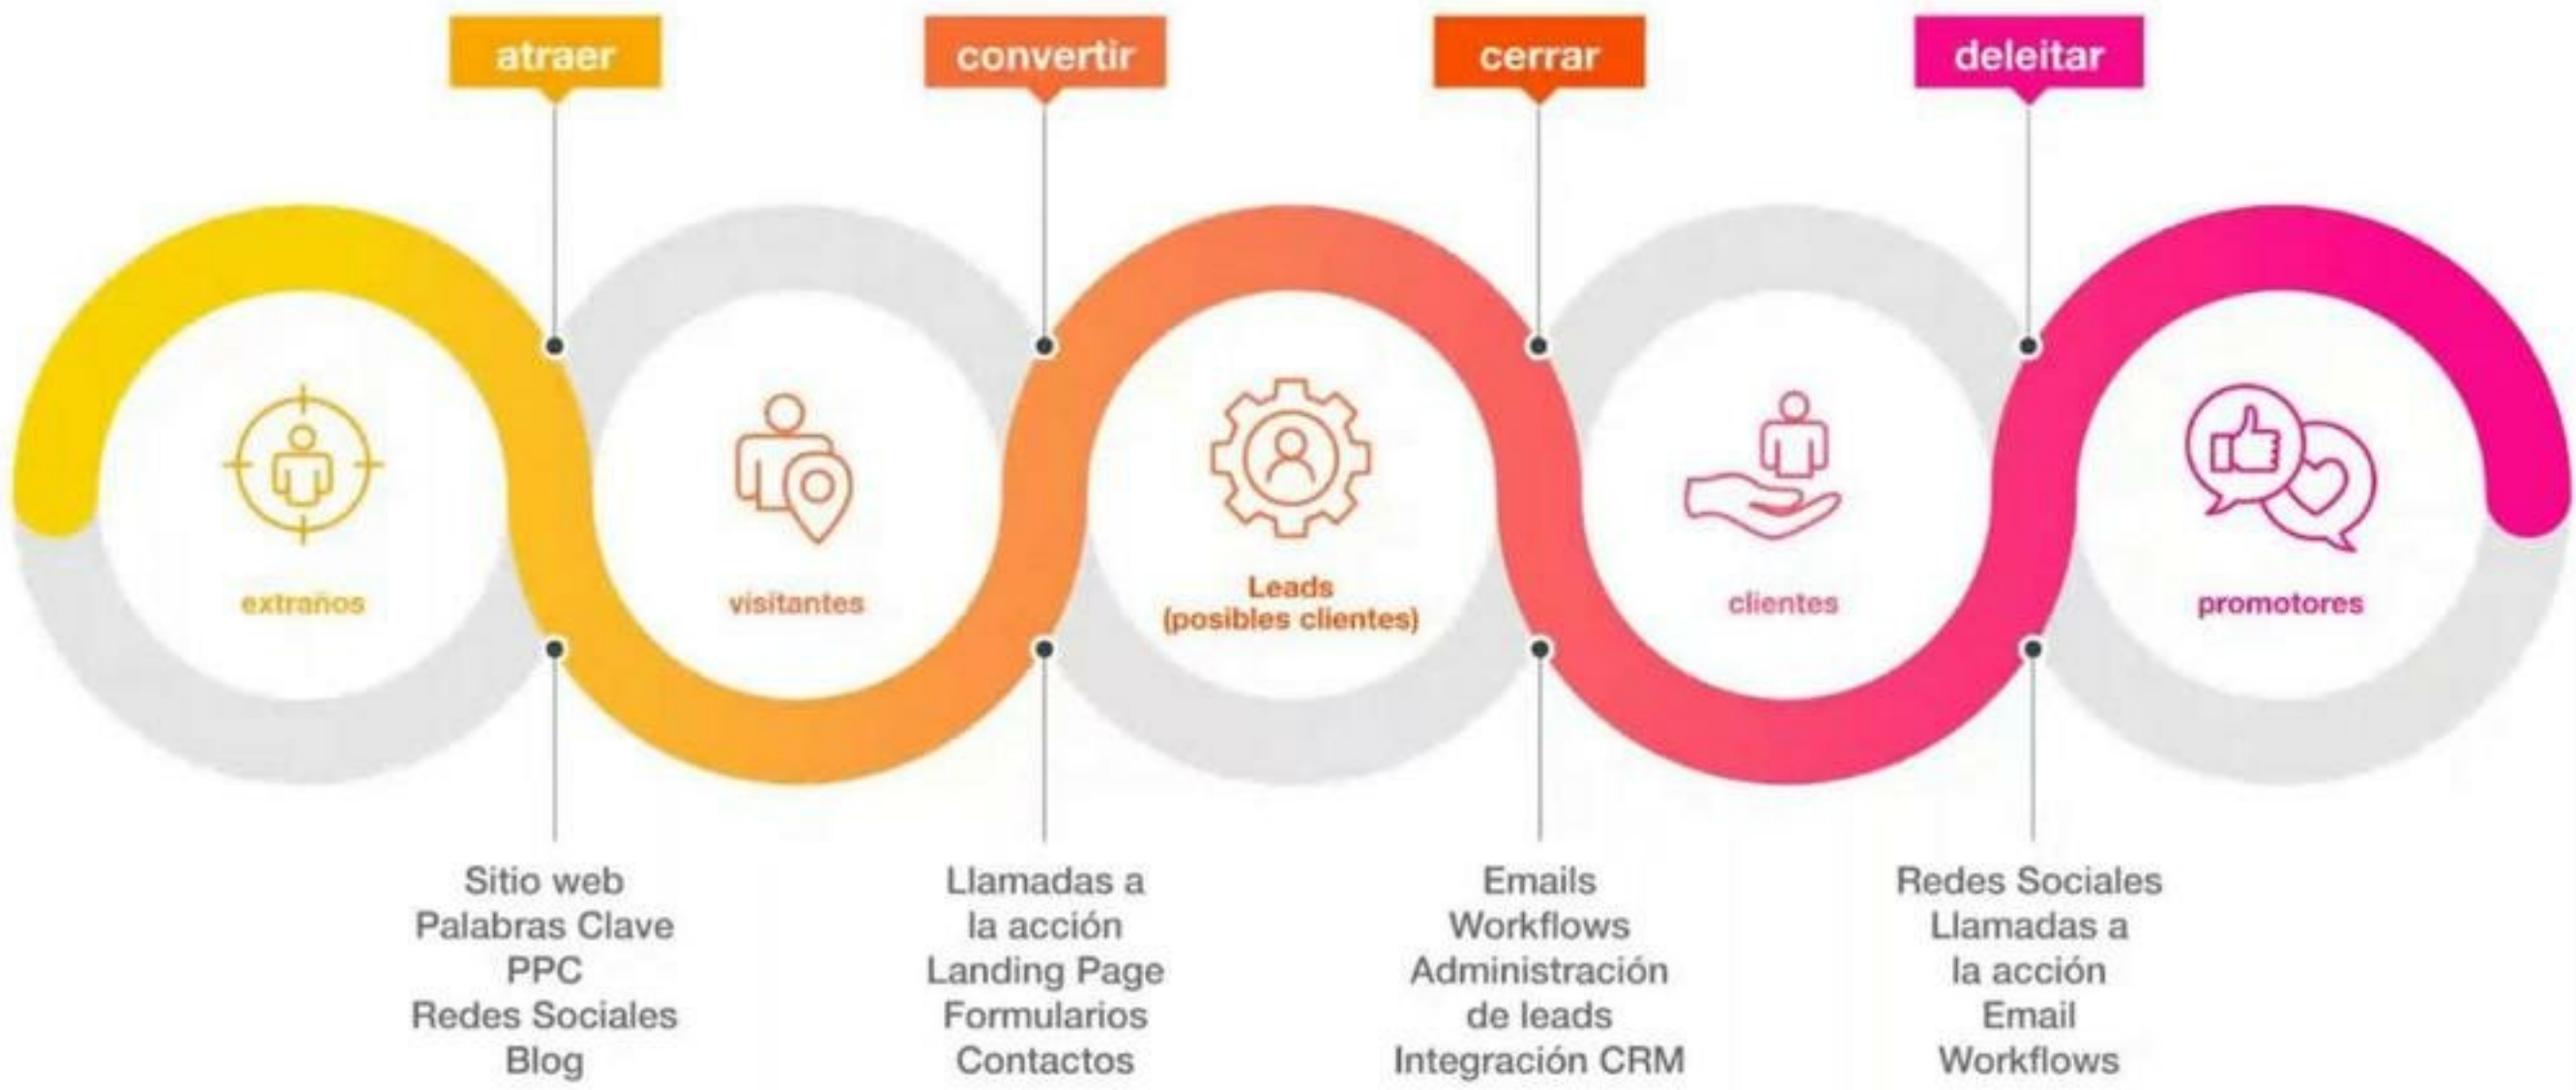 atraer
convertir
cerrar
deleitar
extraños
visitantes
Leads
(posibles clientes)
clientes
promotores
Sitio web
Palabras Clave
PPC
Redes Sociales
Blog
Llamadas a
la acción
Landing Page
Formularios
Contactos
Emails
Workflows
Administración
de leads
Integración CRM
Redes Sociales
Llamadas a
la acción
Email
Workflows